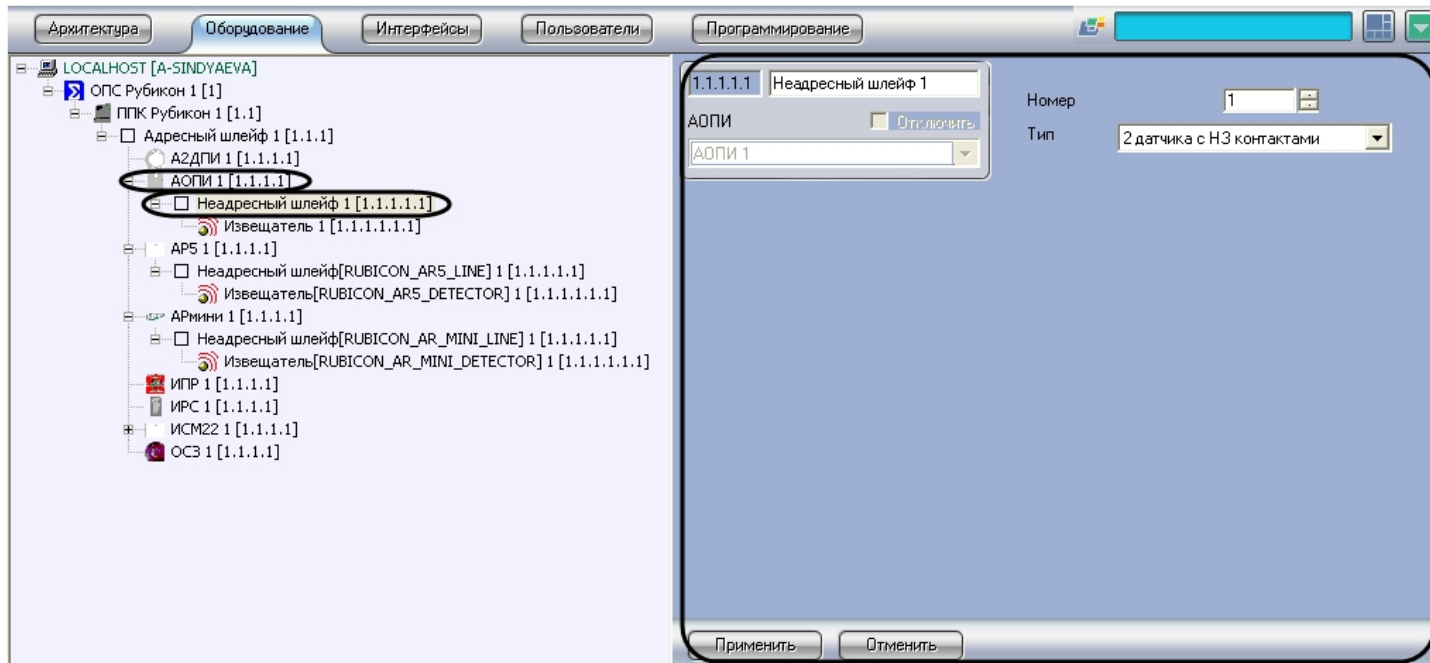 Архитектура Оборудование Интерфейсы Пользователи Программирование
LOCALHOST [A-SINDYAEVA]
ОПС Рубикон 1 [1]
ППК Рубикон 1 [1.1]
Адресный шлейф 1 [1.1.1]
А2ДПИ 1 [1.1.1.1]
АОПИ 1 [1.1.1.1]
Неадресный шлейф 1 [1.1.1.1.1]
Извещатель 1 [1.1.1.1.1.1]
АР5 1 [1.1.1.1]
Неадресный шлейф[RUBICON_AR5_LINE] 1 [1.1.1.1.1]
Извещатель[RUBICON_AR5_DETECTOR] 1 [1.1.1.1.1.1]
АРмини 1 [1.1.1.1]
Неадресный шлейф[RUBICON_AR_MINI_LINE] 1 [1.1.1.1.1]
Извещатель[RUBICON_AR_MINI_DETECTOR] 1 [1.1.1.1.1.1]
ИПР 1 [1.1.1.1]
ИРС 1 [1.1.1.1]
ИСМ22 1 [1.1.1.1]
ОСЗ 1 [1.1.1.1]
1.1.1.1.1 Неадресный шлейф 1
АОПИ Отключить
АОПИ 1
Номер 1
Тип 2 датчика с НЗ контактами
Применить Отменить